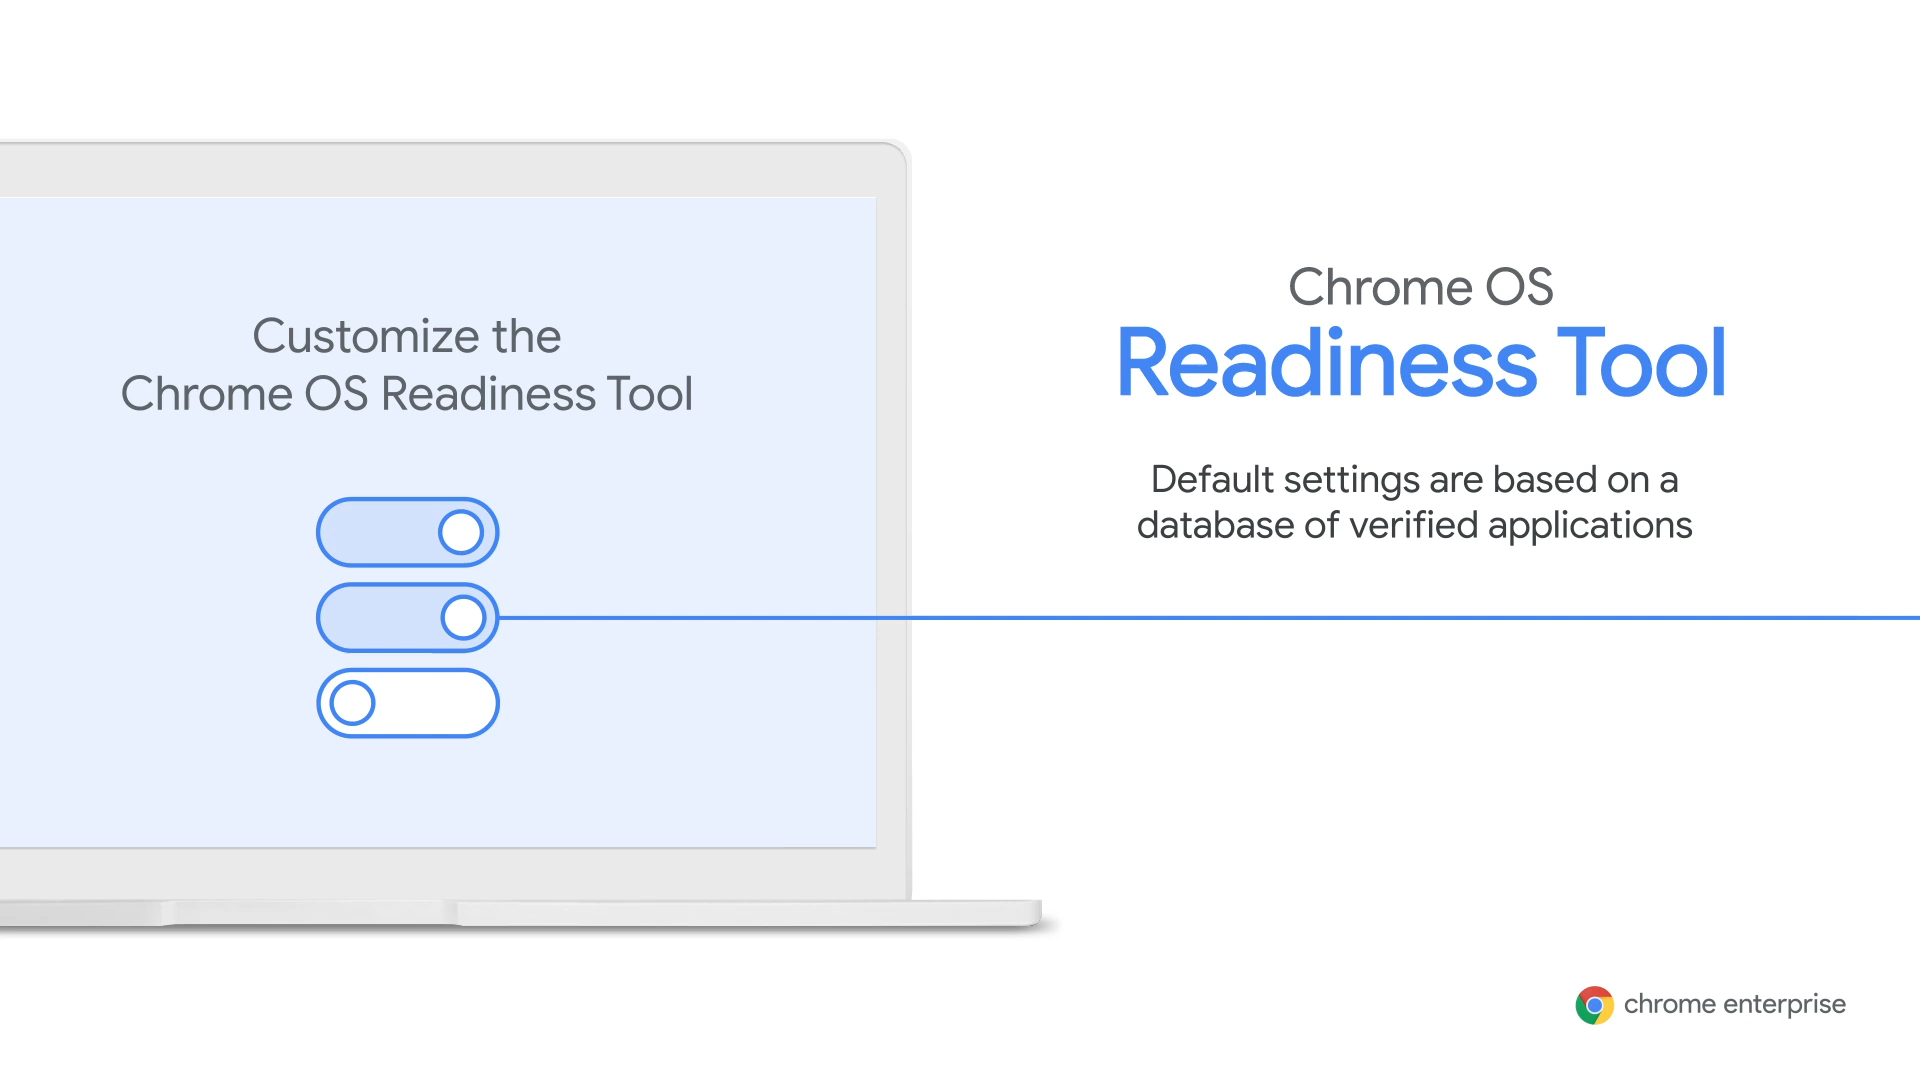 Customize the
Chrome OS Readiness Tool
Chrome OS
Readiness Tool
Default settings are based on a
database of verified applications
chrome enterprise